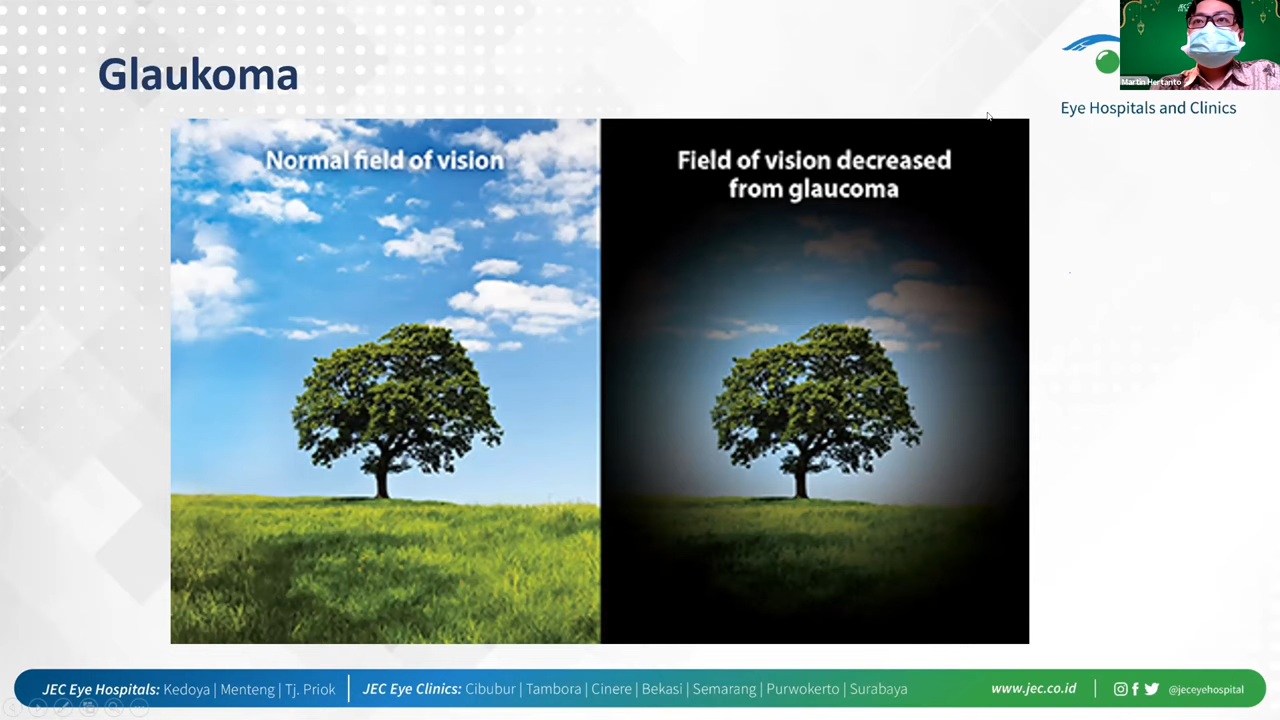 Glaukoma
JEC
Martin Hertanto
Eye Hospitals and Clinics
Normal field of vision
Field of vision decreased
from glaucoma
JEC Eye Hospitals: Kedoya | Menteng | Tj. Priok
JEC Eye Clinics: Cibubur | Tambora | Cinere | Bekasi | Semarang | Purwokerto | Surabaya
www.jec.co.id
@jeceyehospital